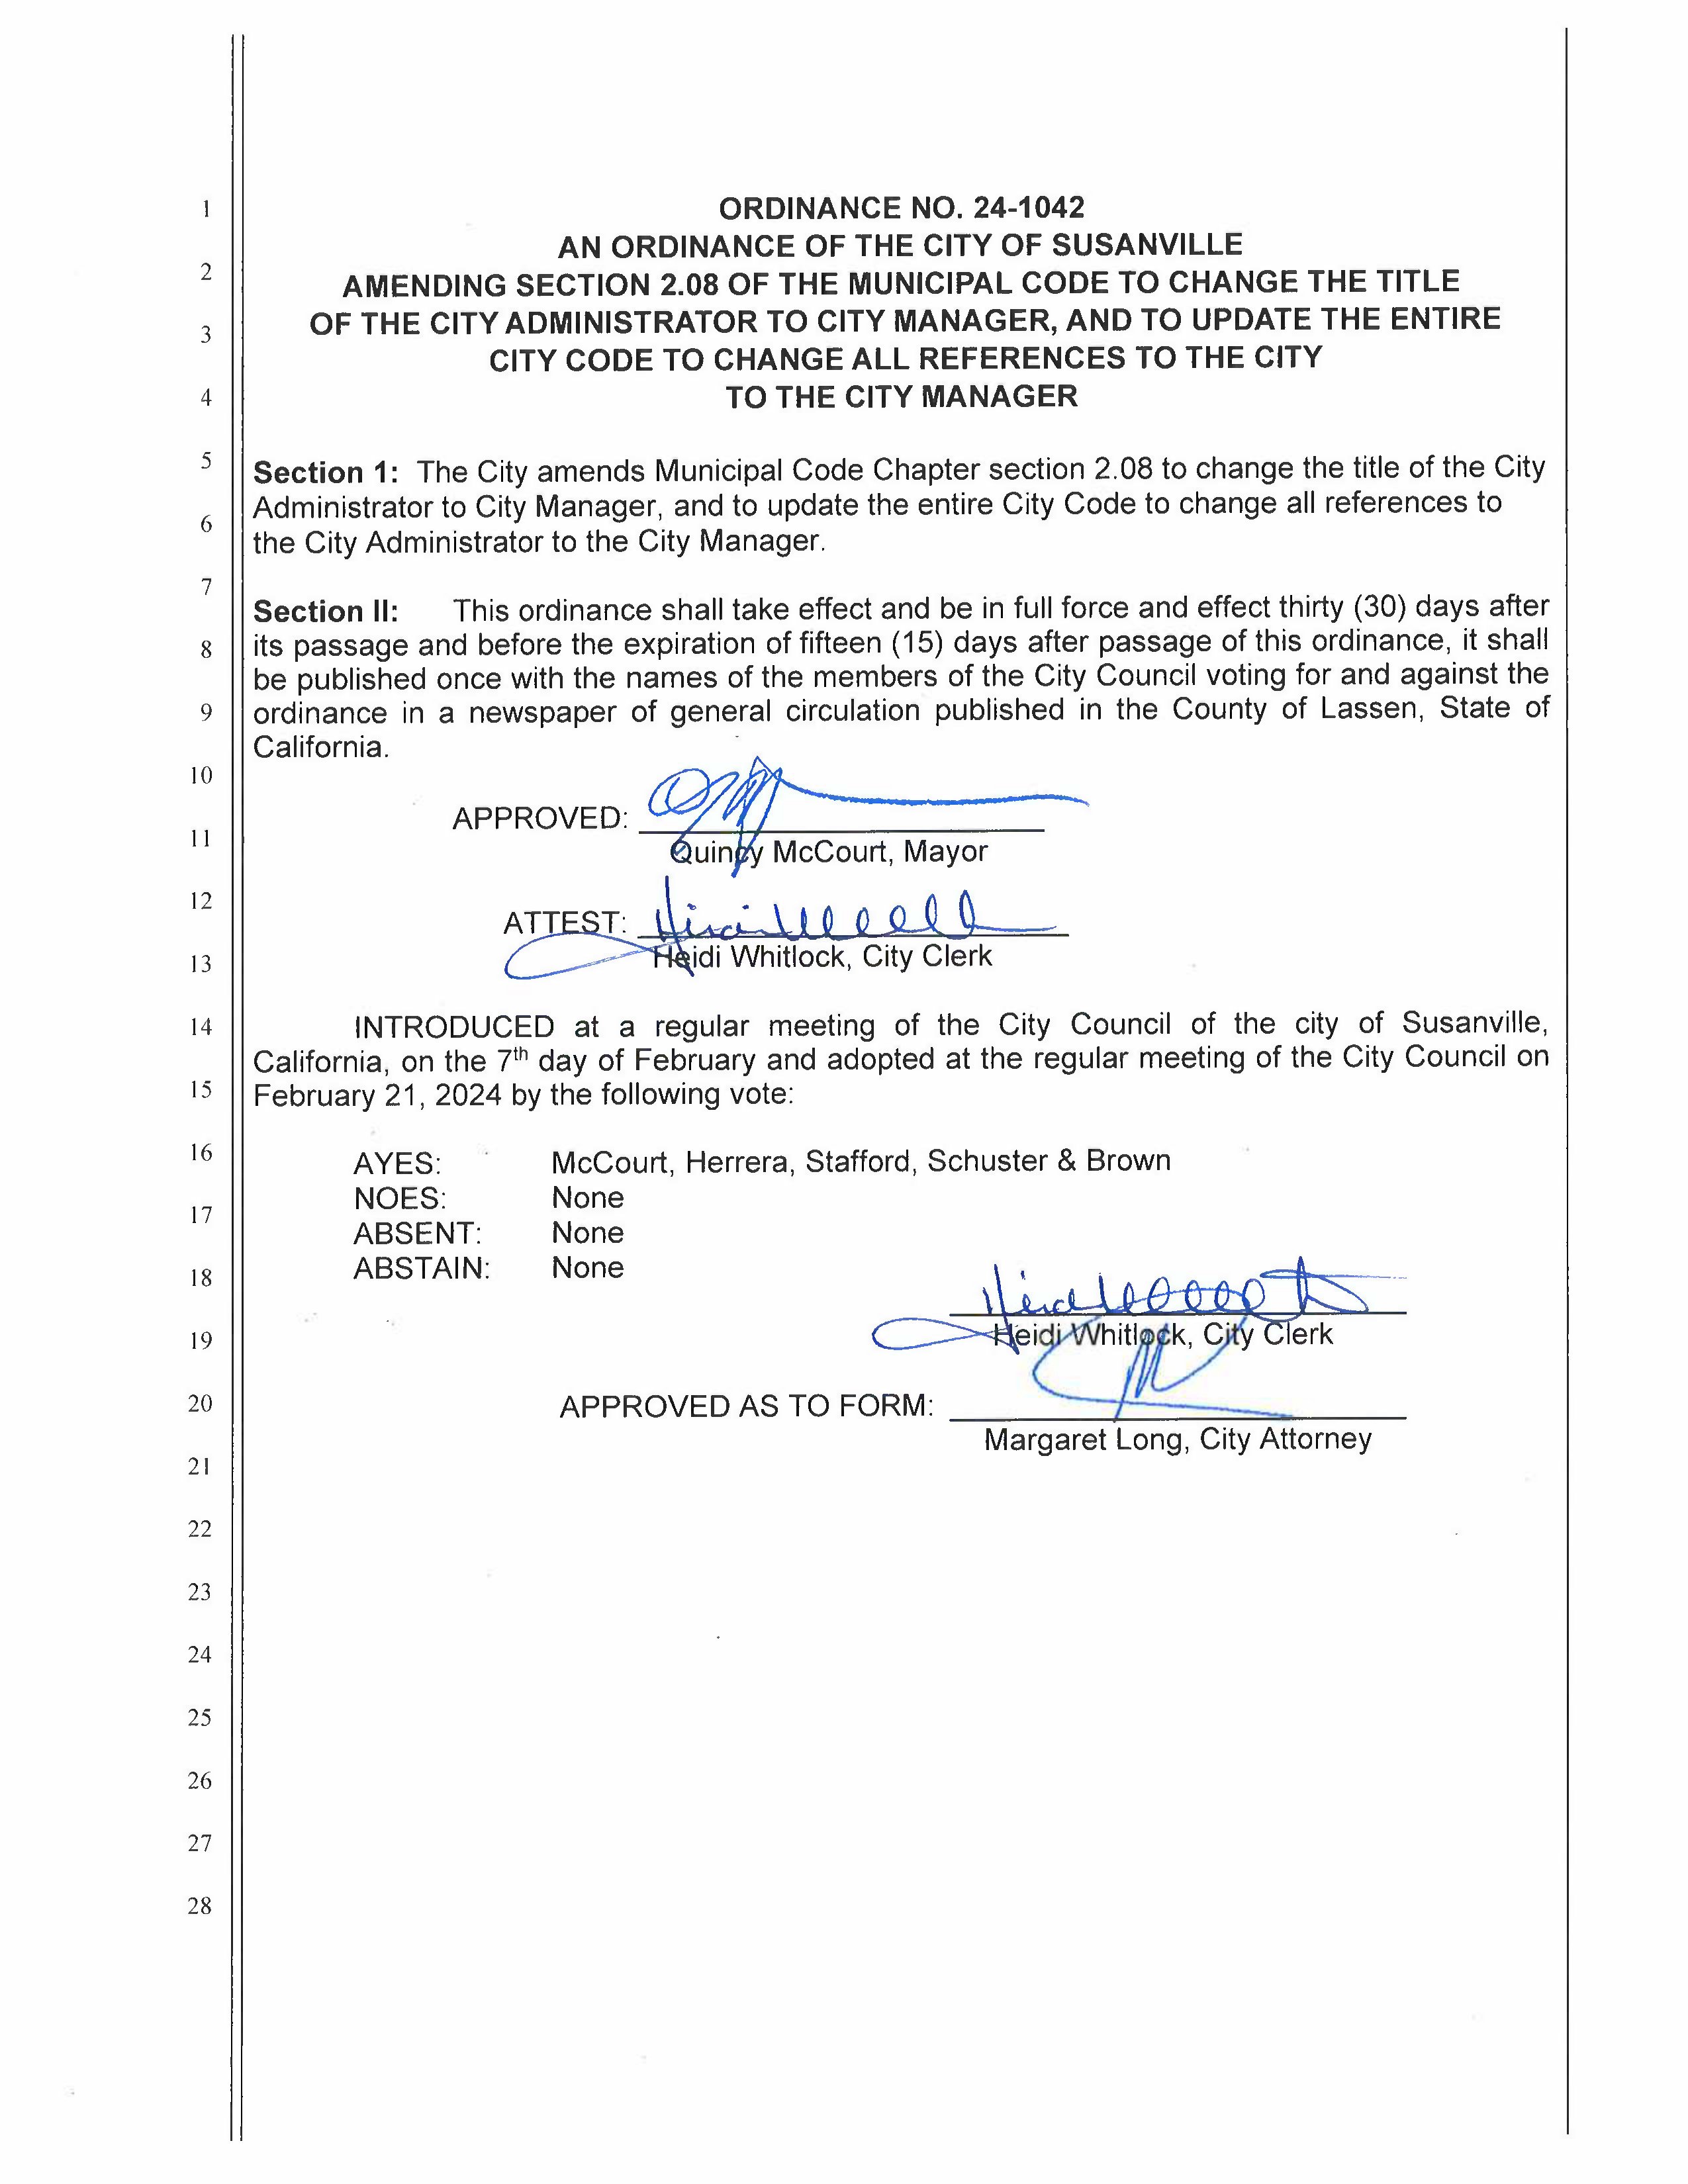 1 ORDINANCE NO. 24-1042
AN ORDINANCE OF THE CITY OF SUSANVILLE
2 AMENDING SECTION 2.08 OF THE MUNICIPAL CODE TO CHANGE THE TITLE
3 OF THE CITY ADMINISTRATOR TO CITY MANAGER, AND TO UPDATE THE ENTIRE
CITY CODE TO CHANGE ALL REFERENCES TO THE CITY
4 TO THE CITY MANAGER
5 Section 1: The City amends Municipal Code Chapter section 2.08 to change the title of the City
Administrator to City Manager, and to update the entire City Code to change all references to
6 the City Administrator to the City Manager.
7
Section II: This ordinance shall take effect and be in full force and effect thirty (30) days after
8 its passage and before the expiration of fifteen (15) days after passage of this ordinance, it shall
be published once with the names of the members of the City Council voting for and against the
9 ordinance in a newspaper of general circulation published in the County of Lassen, State of
California.
10
APPROVED:
11 Quincy McCourt, Mayor
12
ATTEST:
13 Heidi Whitlock, City Clerk
14 INTRODUCED at a regular meeting of the City Council of the city of Susanville,
California, on the 7th day of February and adopted at the regular meeting of the City Council on
15 February 21, 2024 by the following vote:
16 AYES: McCourt, Herrera, Stafford, Schuster & Brown
NOES: None
17
ABSENT: None
ABSTAIN: None
18
19 Heidi Whitlock, City Clerk
20 APPROVED AS TO FORM:
Margaret Long, City Attorney
21
22
23
24
25
26
27
28